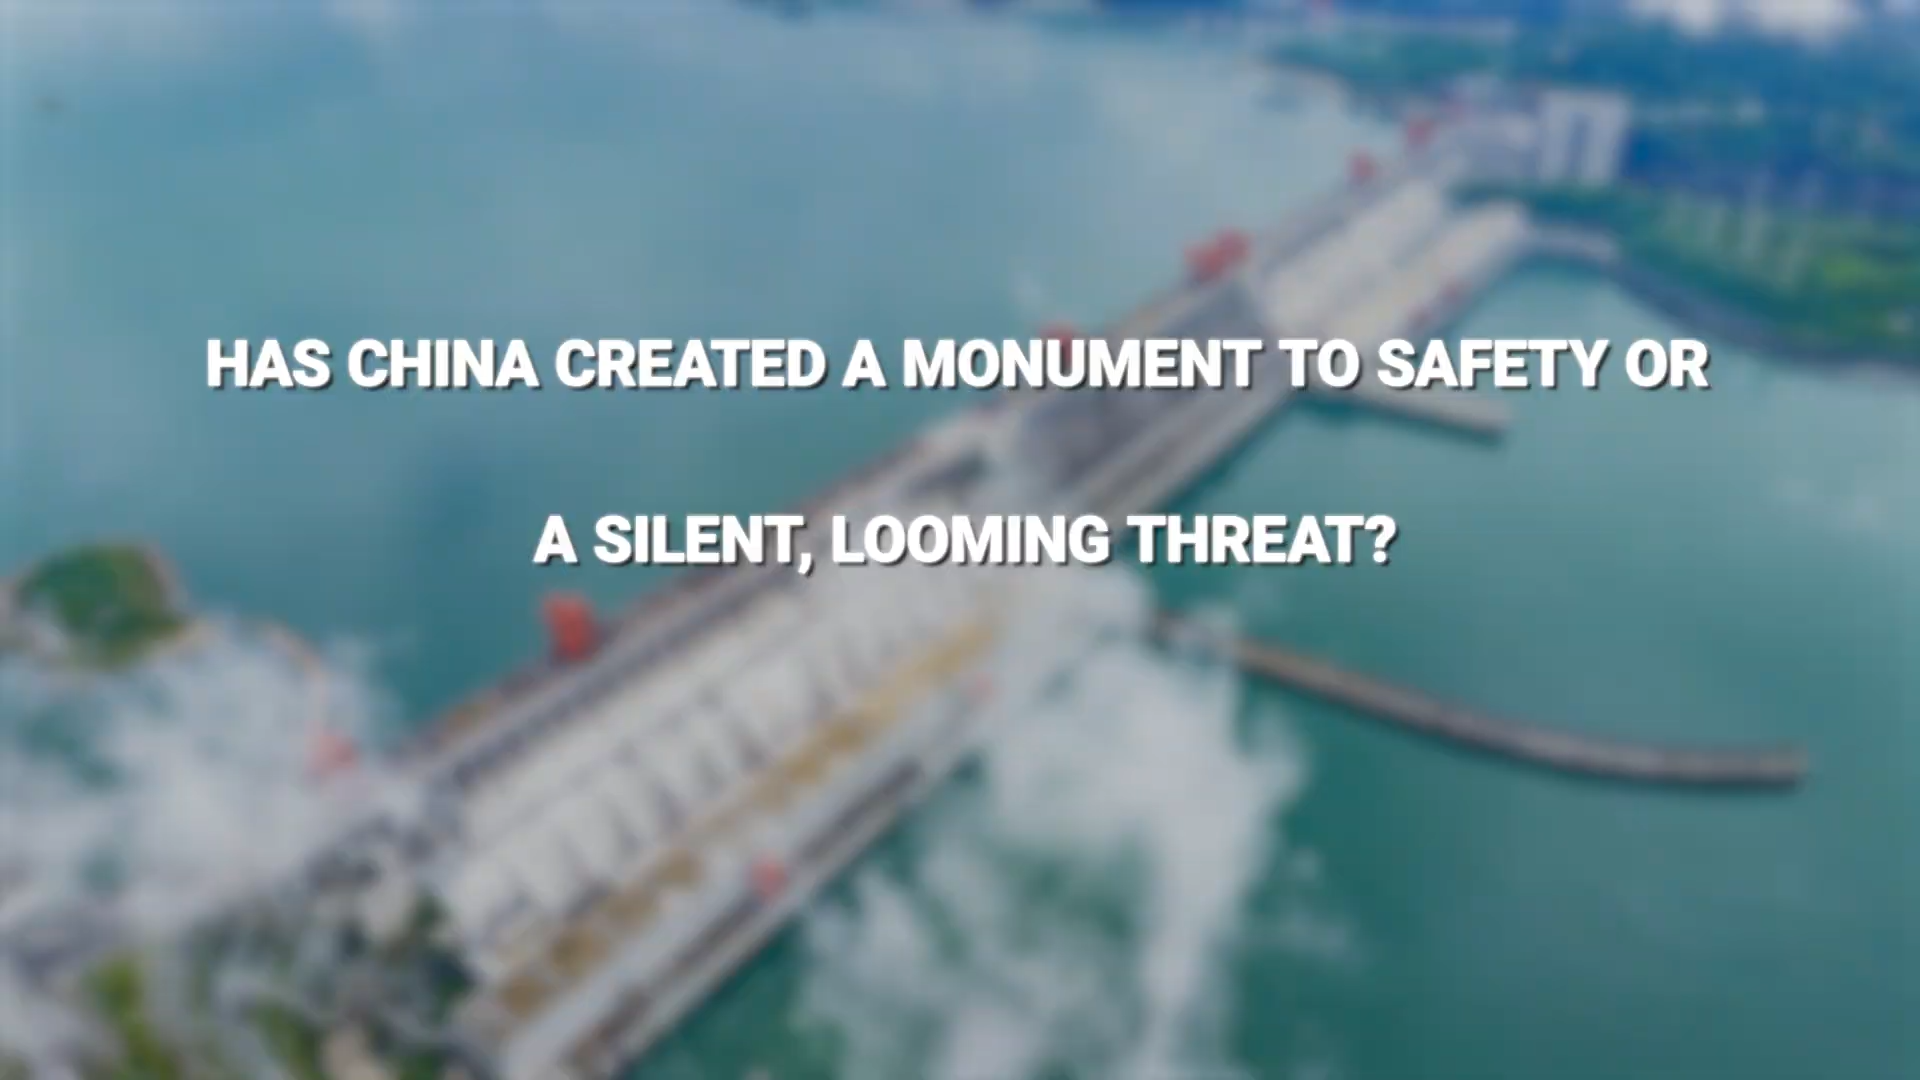 HAS CHINA CREATED A MONUMENT TO SAFETY OR
A SILENT, LOOMING THREAT?